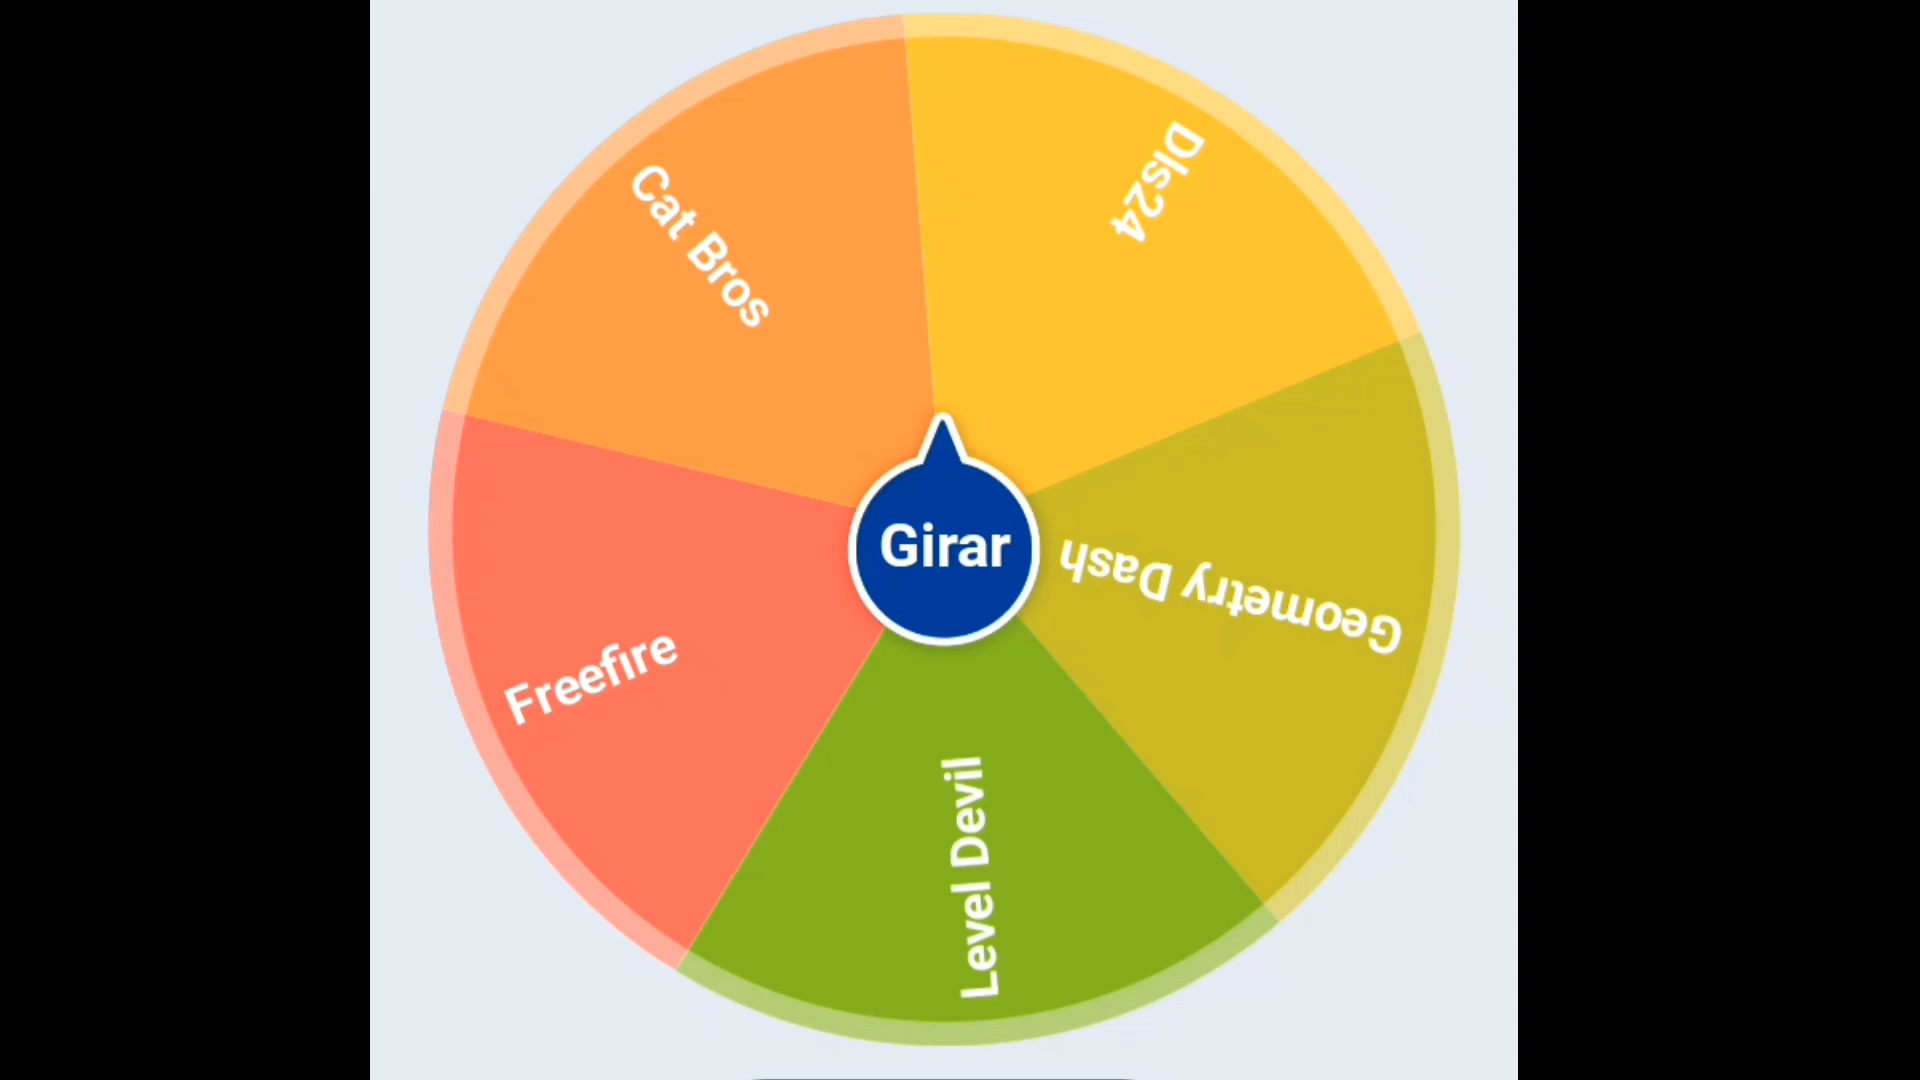 Cat Bros
Dls24
Girar
Geometry Dash
Freefire
Level Devil